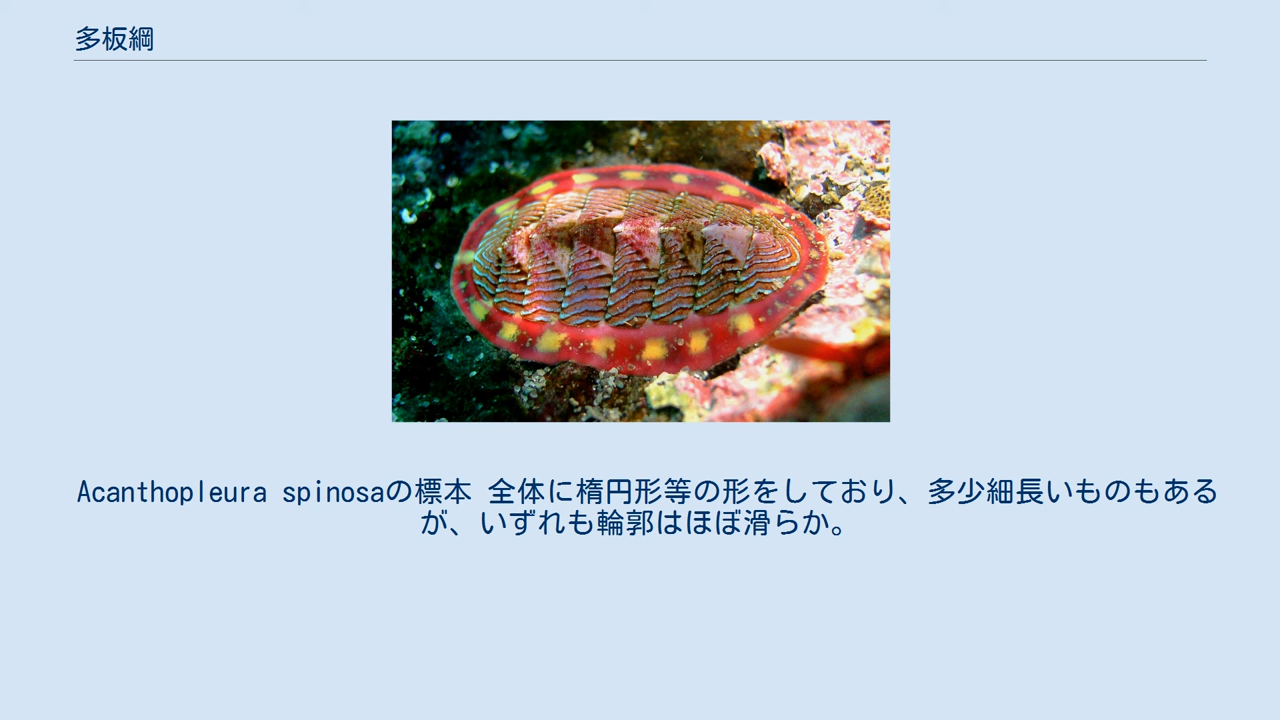 多板綱
Acanthopleura spinosaの標本 全体に楕円形等の形をしており、多少細長いものもある
が、いずれも輪郭はほぼ滑らか。